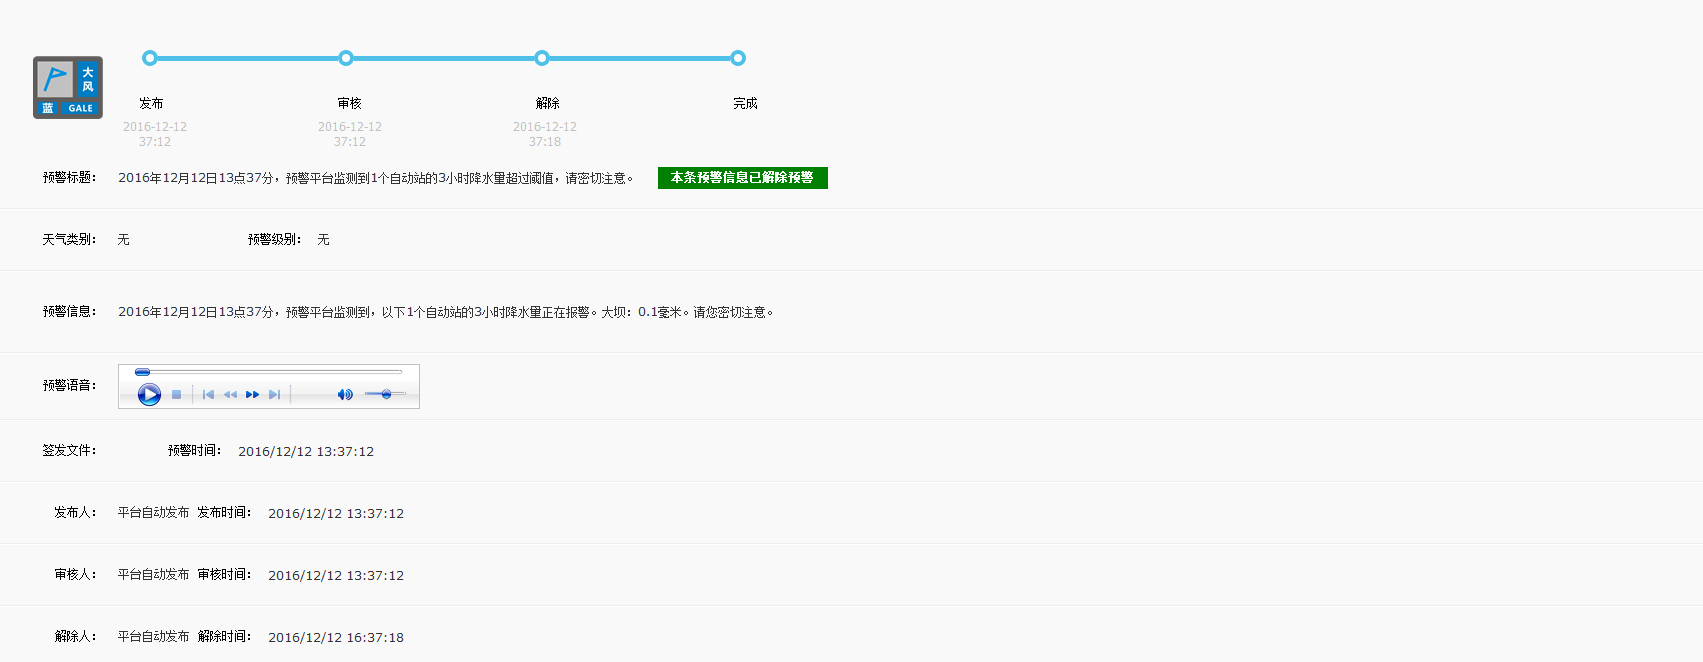 大风
蓝 GALE
发布 审核 解除 完成
2016-12-12 2016-12-12 2016-12-12
37:12 37:12 37:18
预警标题： 2016年12月12日13点37分，预警平台监测到1个自动站的3小时降水量超过阈值，请密切注意。 本条预警信息已解除预警
天气类别： 无 预警级别： 无
预警信息： 2016年12月12日13点37分，预警平台监测到，以下1个自动站的3小时降水量正在报警。大坝：0.1毫米。请您密切注意。
预警语音：
签发文件： 预警时间： 2016/12/12 13:37:12
发布人： 平台自动发布 发布时间： 2016/12/12 13:37:12
审核人： 平台自动发布 审核时间： 2016/12/12 13:37:12
解除人： 平台自动发布 解除时间： 2016/12/12 16:37:18